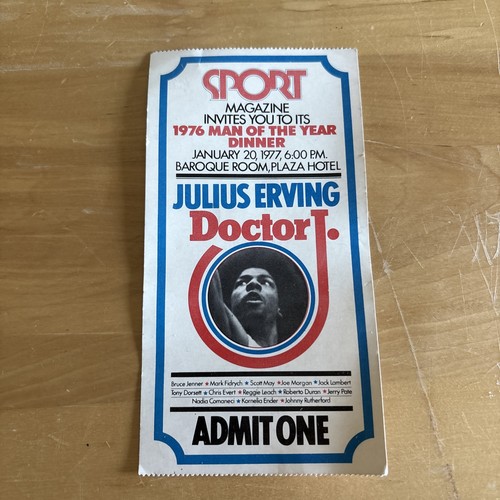 SPORT
MAGAZINE
INVITES YOU TO ITS
1976 MAN OF THE YEAR
DINNER
JANUARY 20, 1977, 6:00 P.M.
BAROQUE ROOM, PLAZA HOTEL
JULIUS ERVING
Doctor J.
Bruce Jenner ★ Mark Fidrych ★ Scott May ★ Joe Morgan ★ Jack Lambert
Tony Dorsett ★ Chris Evert ★ Reggie Leach ★ Roberto Duran ★ Jerry Pate
Nadia Comaneci ★ Kornelia Ender ★ Johnny Rutherford
ADMIT ONE